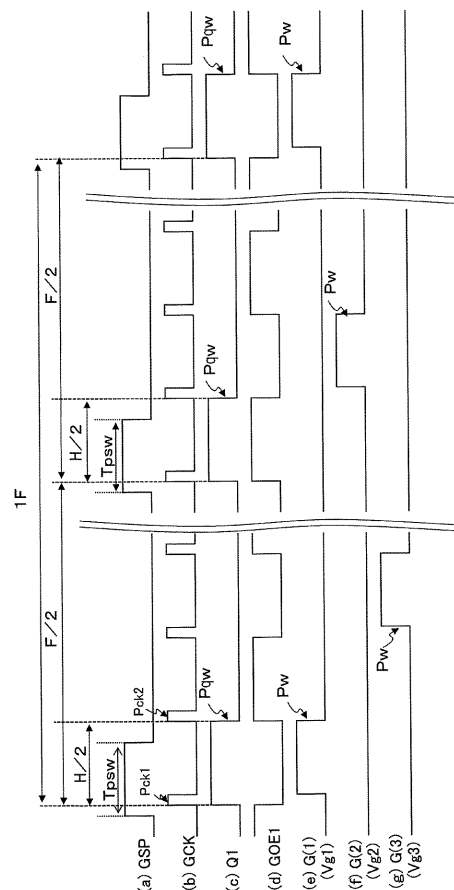 1F
F/2
F/2
H/2
H/2
Tpsw
Tpsw
(a) GSP
Pck1
Pck2
(b) GCK
Pqw
Pqw
Pqw
(c) Q1
(d) GOE1
Pw
Pw
(e) G(1)
(Vg1)
Pw
(f) G(2)
(Vg2)
Pw
(g) G(3)
(Vg3)